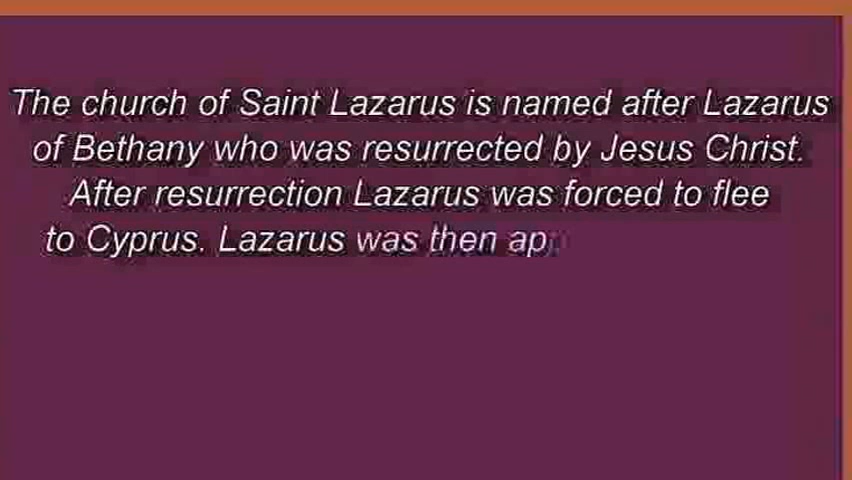 The church of Saint Lazarus is named after Lazarus
of Bethany who was resurrected by Jesus Christ.
After resurrection Lazarus was forced to flee
to Cyprus. Lazarus was then